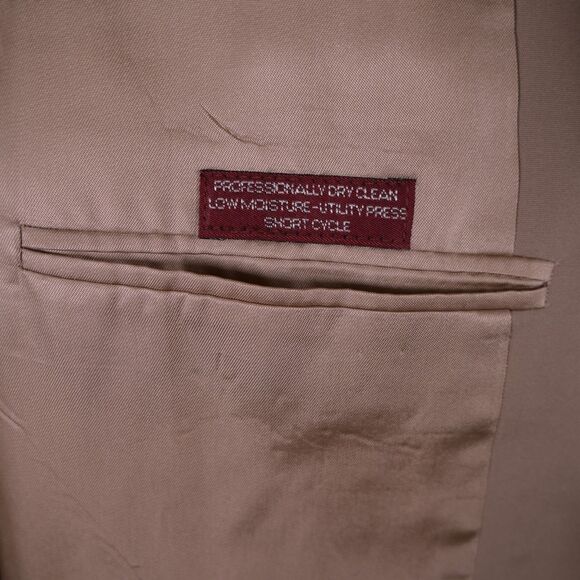 PROFESSIONALLY DRY CLEAN
LOW MOISTURE-UTILITY PRESS
SHORT CYCLE